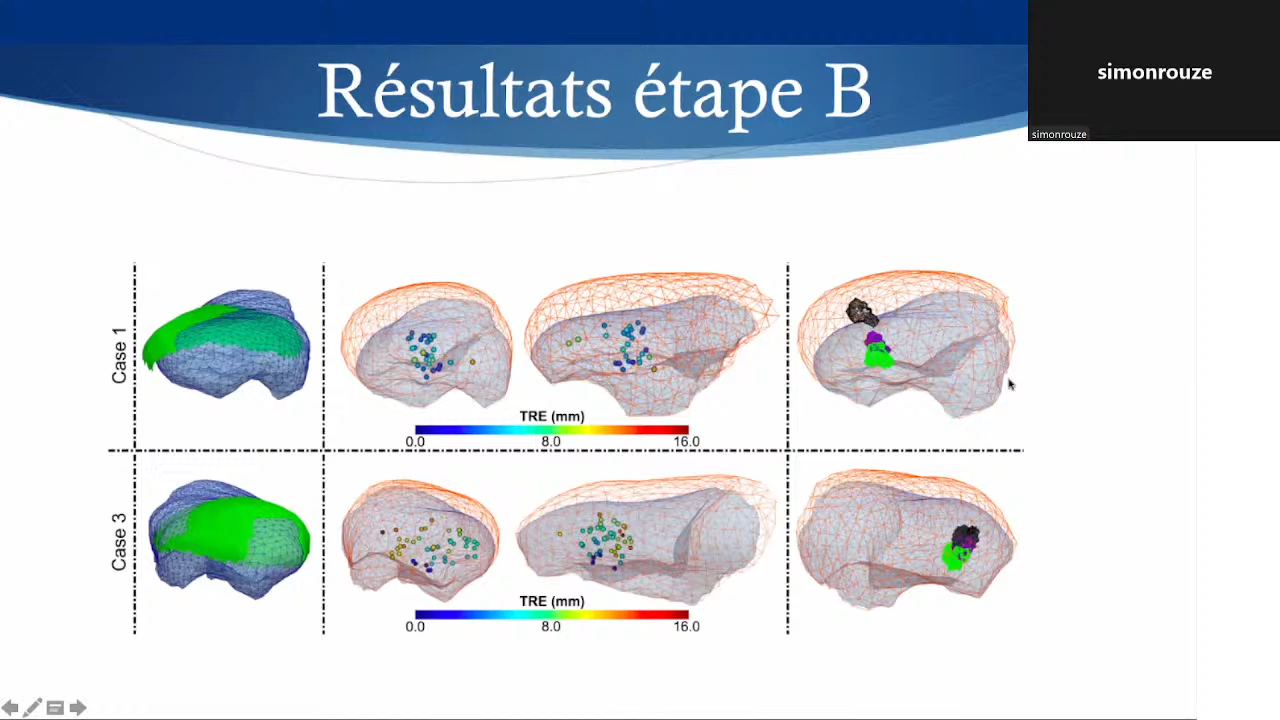 Résultats étape B
simonrouze
simonrouze
Case 1
TRE (mm)
0.0 8.0 16.0
Case 3
TRE (mm)
0.0 8.0 16.0